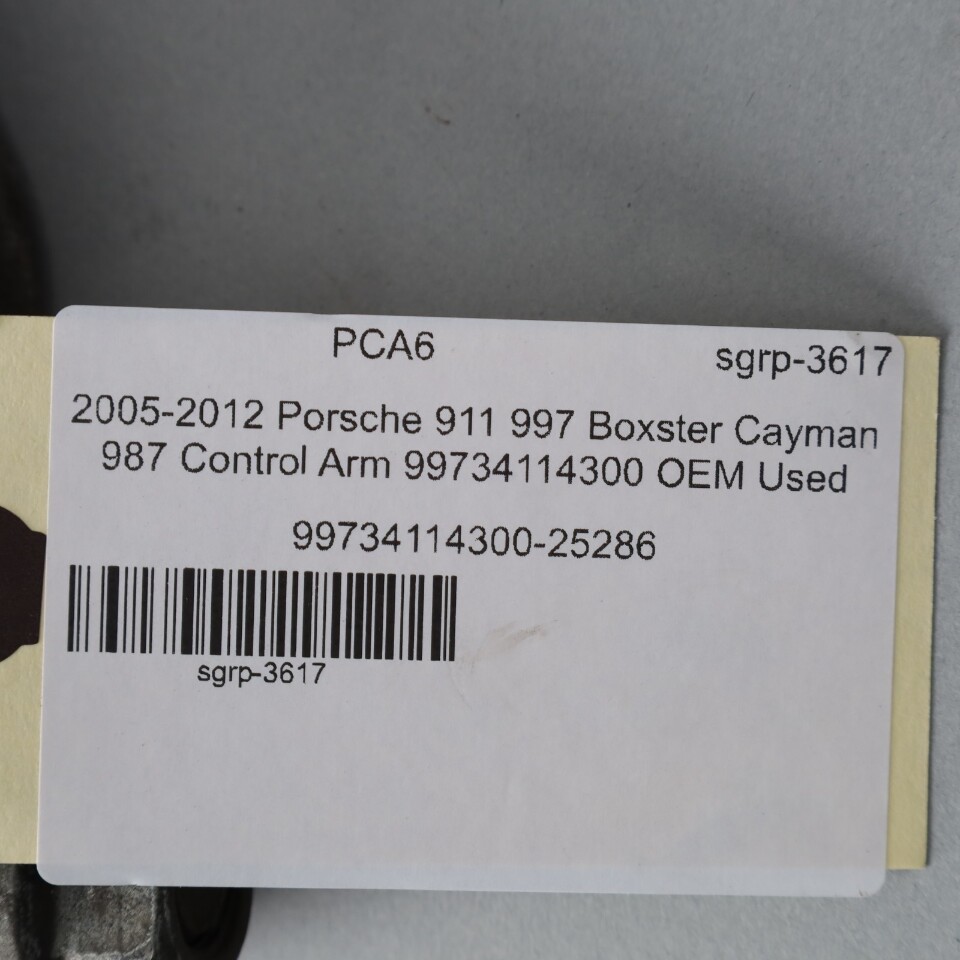 PCA6 sgrp-3617
2005-2012 Porsche 911 997 Boxster Cayman
987 Control Arm 99734114300 OEM Used
99734114300-25286
sgrp-3617